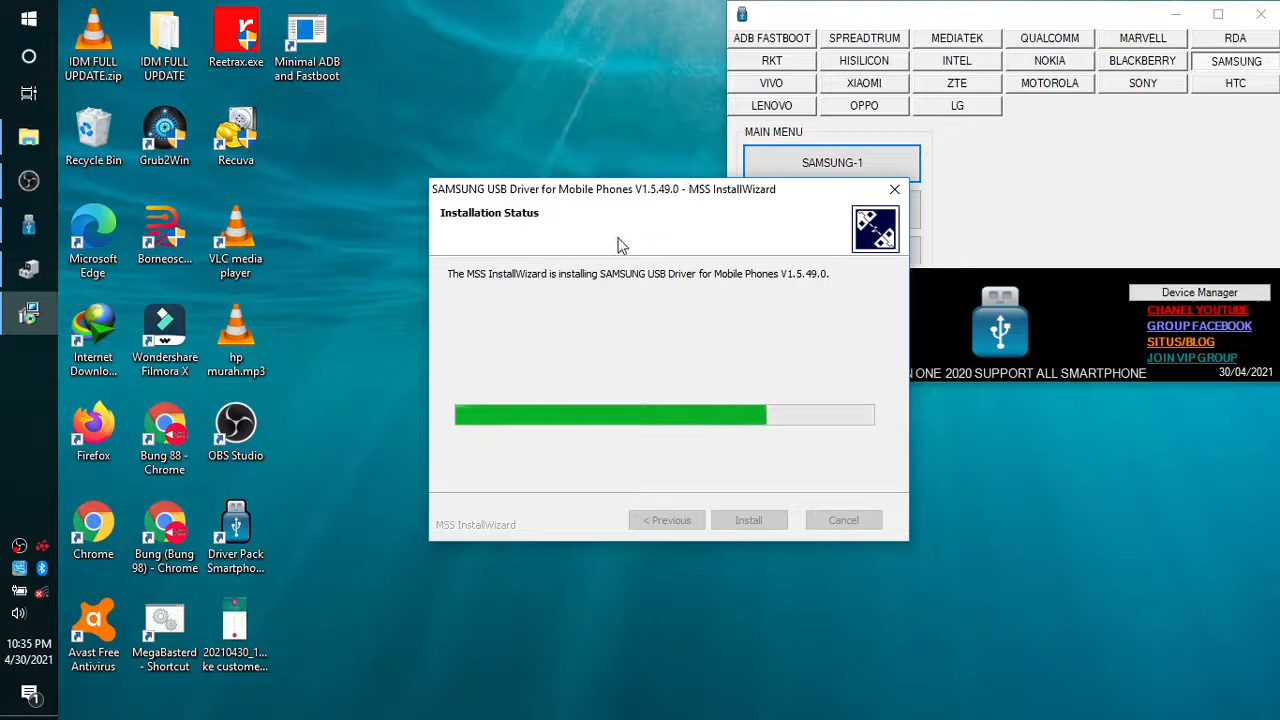 IDM FULL
UPDATE.zip
IDM FULL
UPDATE
Reetrax.exe
Minimal ADB
and Fastboot
Recycle Bin
Grub2Win
Recuva
Microsoft
Edge
Borneosc...
VLC media
player
Internet
Downlo...
Wondershare
Filmora X
hp
murah.mp3
Firefox
Bung 88 -
Chrome
OBS Studio
Chrome
Bung (Bung
98) - Chrome
Driver Pack
Smartpho...
Avast Free
Antivirus
MegaBasterd
- Shortcut
20210430_1...
ke custome...
10:35 PM
4/30/2021
1
ADB FASTBOOT
SPREADTRUM
MEDIATEK
QUALCOMM
MARVELL
RDA
RKT
HISILICON
INTEL
NOKIA
BLACKBERRY
SAMSUNG
VIVO
XIAOMI
ZTE
MOTOROLA
SONY
HTC
LENOVO
OPPO
LG
MAIN MENU
SAMSUNG-1
SAMSUNG USB Driver for Mobile Phones V1.5.49.0 - MSS InstallWizard
Installation Status
The MSS InstallWizard is installing SAMSUNG USB Driver for Mobile Phones V1.5.49.0.
MSS InstallWizard
< Previous
Install
Cancel
Device Manager
CHANEL YOUTUBE
GROUP FACEBOOK
SITUS/BLOG
JOIN VIP GROUP
N ONE 2020 SUPPORT ALL SMARTPHONE
30/04/2021